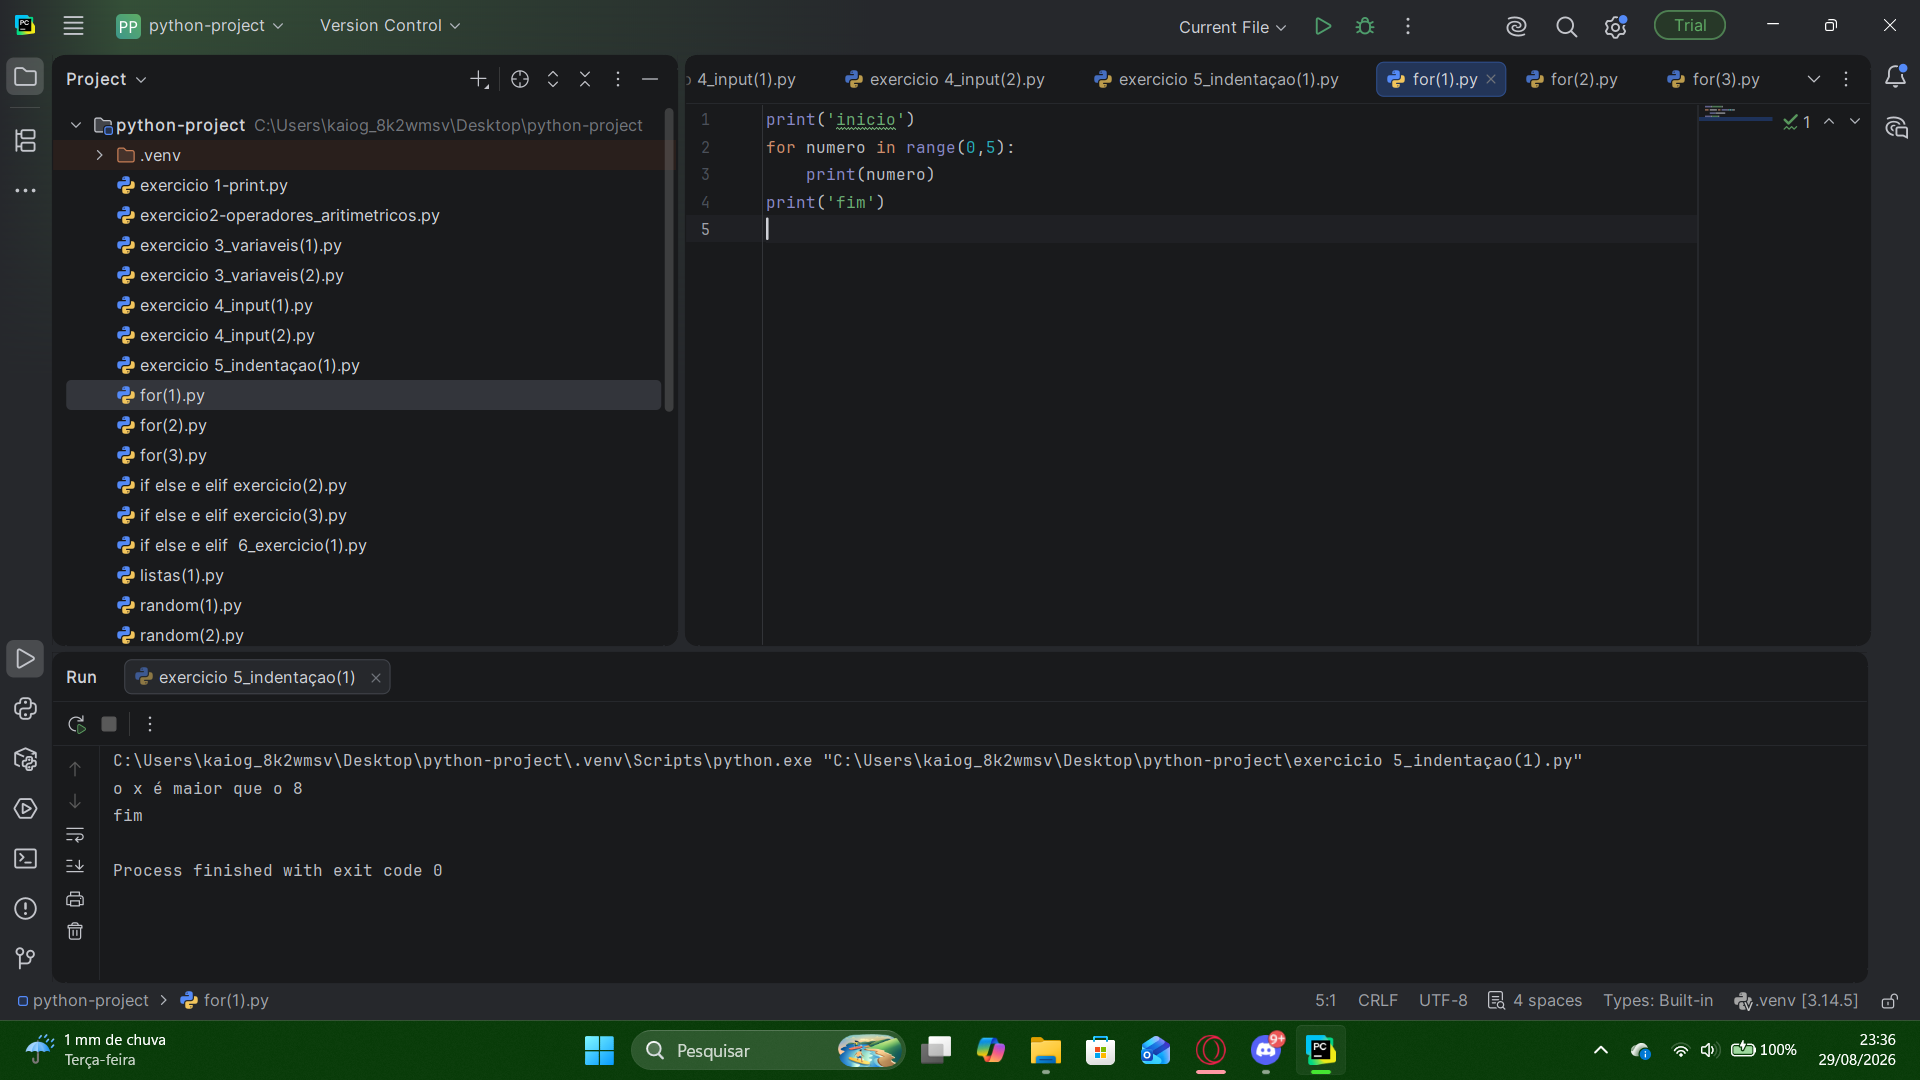 PP python-project
Version Control
Current File
Trial
Project
python-project C:\Users\kaiog_8k2wmsv\Desktop\python-project
.venv
exercicio 1-print.py
exercicio2-operadores_aritimetricos.py
exercicio 3_variaveis(1).py
exercicio 3_variaveis(2).py
exercicio 4_input(1).py
exercicio 4_input(2).py
exercicio 5_indentaçao(1).py
for(1).py
for(2).py
for(3).py
if else e elif exercicio(2).py
if else e elif exercicio(3).py
if else e elif  6_exercicio(1).py
listas(1).py
random(1).py
random(2).py
o 4_input(1).py
exercicio 4_input(2).py
exercicio 5_indentaçao(1).py
for(1).py
for(2).py
for(3).py
1 print('inicio')
2 for numero in range(0,5):
3     print(numero)
4 print('fim')
5
1
Run
exercicio 5_indentaçao(1)
C:\Users\kaiog_8k2wmsv\Desktop\python-project\.venv\Scripts\python.exe "C:\Users\kaiog_8k2wmsv\Desktop\python-project\exercicio 5_indentaçao(1).py"
o x é maior que o 8
fim
Process finished with exit code 0
python-project > for(1).py
5:1 CRLF UTF-8 4 spaces Types: Built-in .venv [3.14.5]
1 mm de chuva
Terça-feira
Pesquisar
9+
PC
100%
23:36
29/08/2026